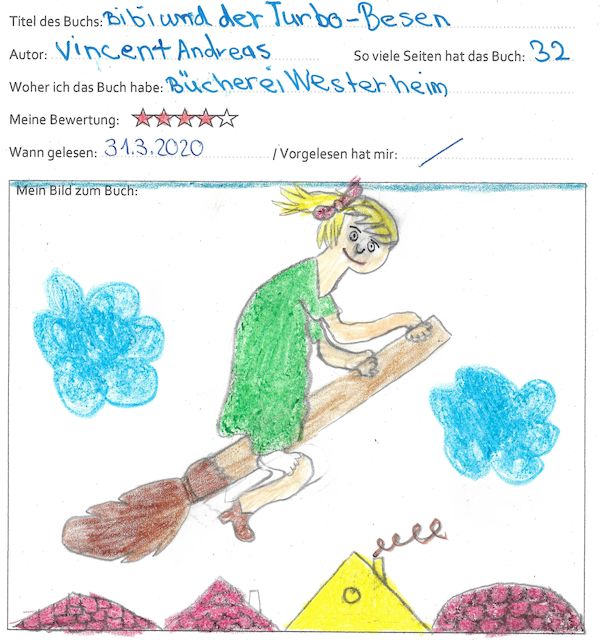 Titel des Buchs: Bibi und der Turbo-Besen
Autor: Vincent Andreas So viele Seiten hat das Buch: 32
Woher ich das Buch habe: Bücherei Westerheim
Meine Bewertung:
Wann gelesen: 31.3.2020 / Vorgelesen hat mir: /
Mein Bild zum Buch: